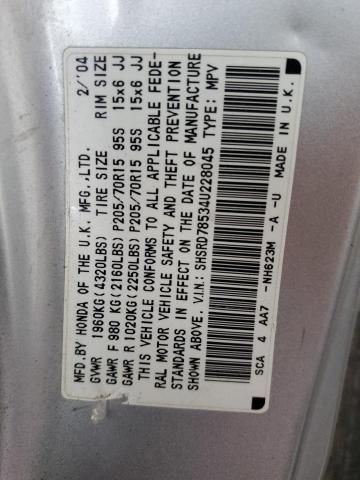 MFD.BY HONDA OF THE U.K. MFG.,LTD. 2/'04
GVWR 1960KG(4320LBS) TIRE SIZE RIM SIZE
GAWR F 980 KG(2160LBS) P205/70R15 95S 15x6 JJ
GAWR R 1020KG(2250LBS) P205/70R15 95S 15x6 JJ
THIS VEHICLE CONFORMS TO ALL APPLICABLE FEDE-
RAL MOTOR VEHICLE SAFETY AND THEFT PREVENTION
STANDARDS IN EFFECT ON THE DATE OF MANUFACTURE
SHOWN ABOVE. V.I.N.: SHSRD78534U228045 TYPE: MPV
SCA 4 AA7 -NH623M -A -U MADE IN U.K.